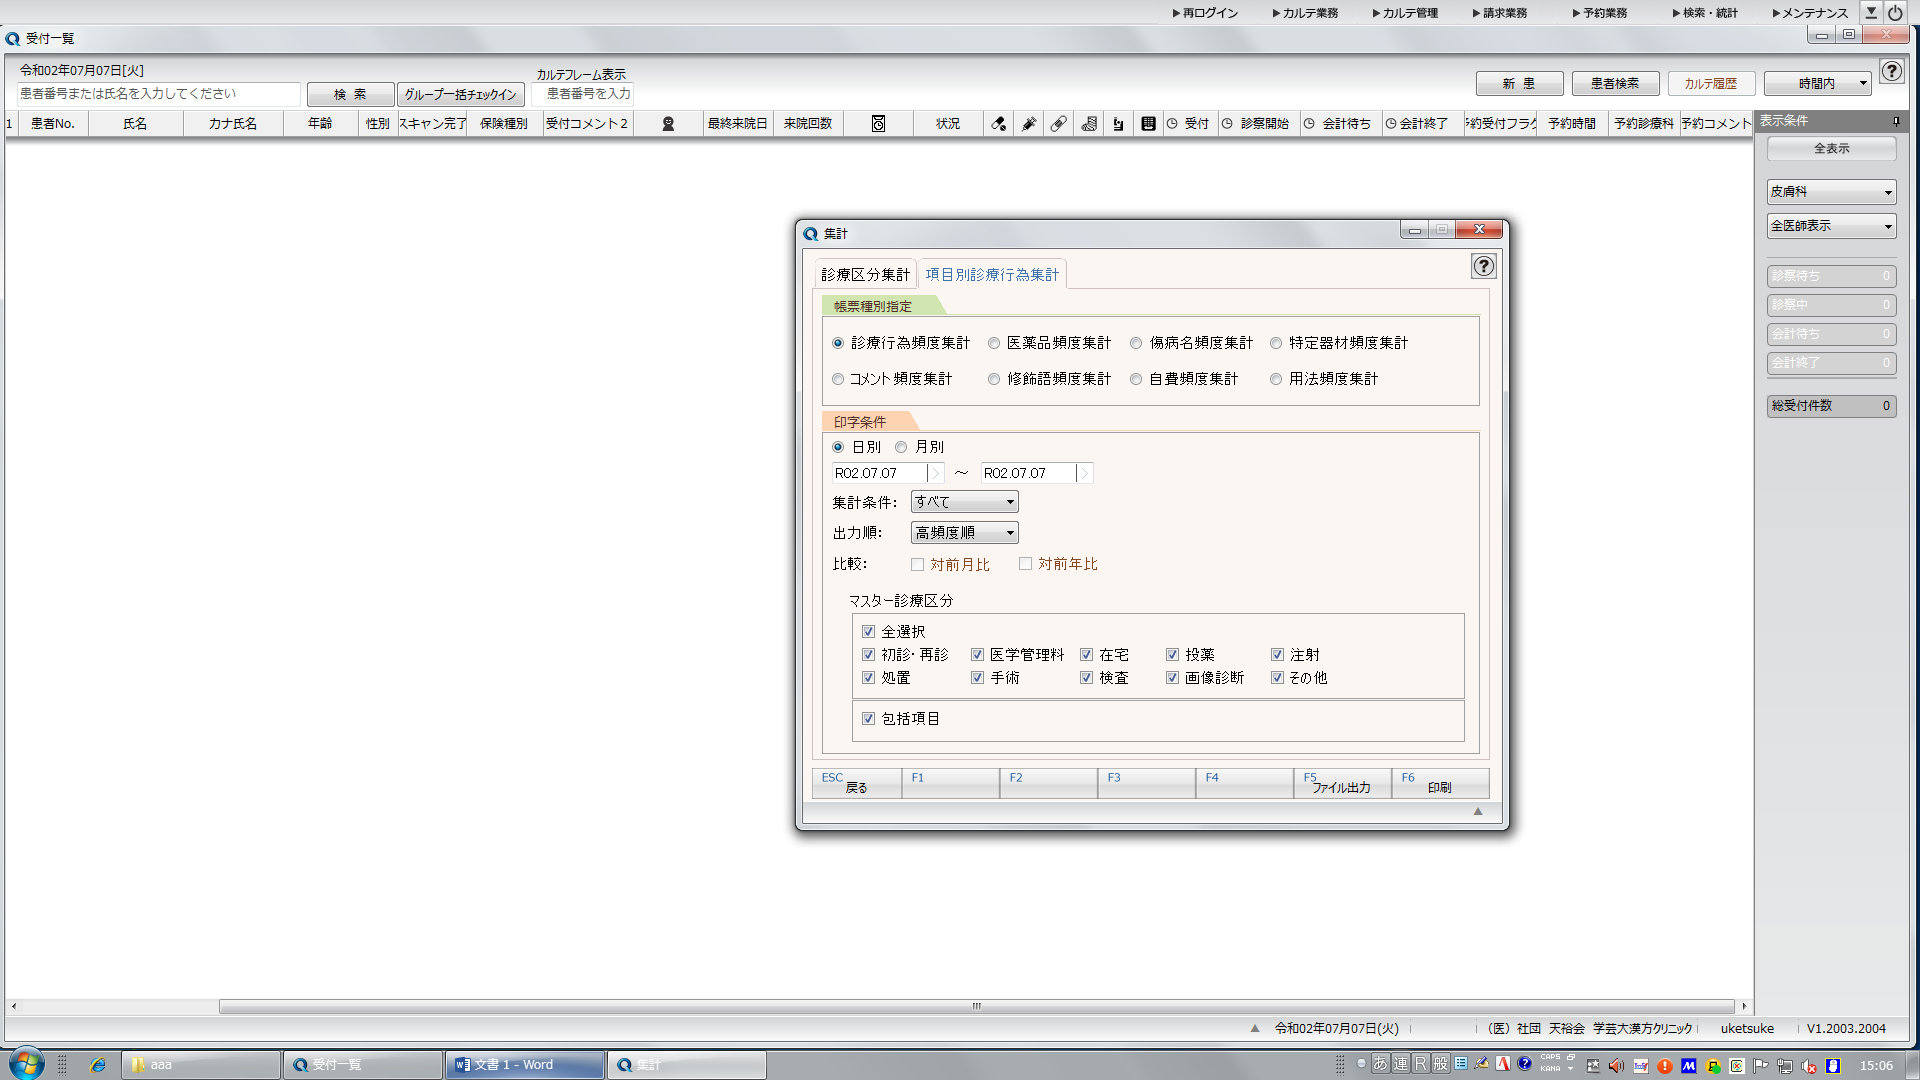 ▶再ログイン ▶カルテ業務 ▶カルテ管理 ▶請求業務 ▶予約業務 ▶検索・統計 ▶メンテナンス
受付一覧
令和02年07月07日[火]
カルテフレーム表示
患者番号または氏名を入力してください 検 索 グループ一括チェックイン 患者番号を入力
新 患 患者検索 カルテ履歴 時間内 ?
1 患者No. 氏名 カナ氏名 年齢 性別 スキャン完了 保険種別 受付コメント2 最終来院日 来院回数 状況 受付 診察開始 会計待ち 会計終了 予約受付フラグ 予約時間 予約診療科 予約コメント
表示条件
全表示
皮膚科
全医師表示
診察待ち 0
診察中 0
会計待ち 0
会計終了 0
総受付件数 0
集計
診療区分集計 項目別診療行為集計 ?
帳票種別指定
診療行為頻度集計 医薬品頻度集計 傷病名頻度集計 特定器材頻度集計
コメント頻度集計 修飾語頻度集計 自費頻度集計 用法頻度集計
印字条件
日別 月別
R02.07.07 ～ R02.07.07
集計条件: すべて
出力順: 高頻度順
比較: 対前月比 対前年比
マスター診療区分
全選択
初診・再診 医学管理料 在宅 投薬 注射
処置 手術 検査 画像診断 その他
包括項目
ESC 戻る F1 F2 F3 F4 F5 ファイル出力 F6 印刷
令和02年07月07日(火) （医）社団 天裕会 学芸大漢方クリニック uketsuke V1.2003.2004
aaa 受付一覧 文書 1 - Word 集計 あ 連 R 般 CAPS KANA 15:06